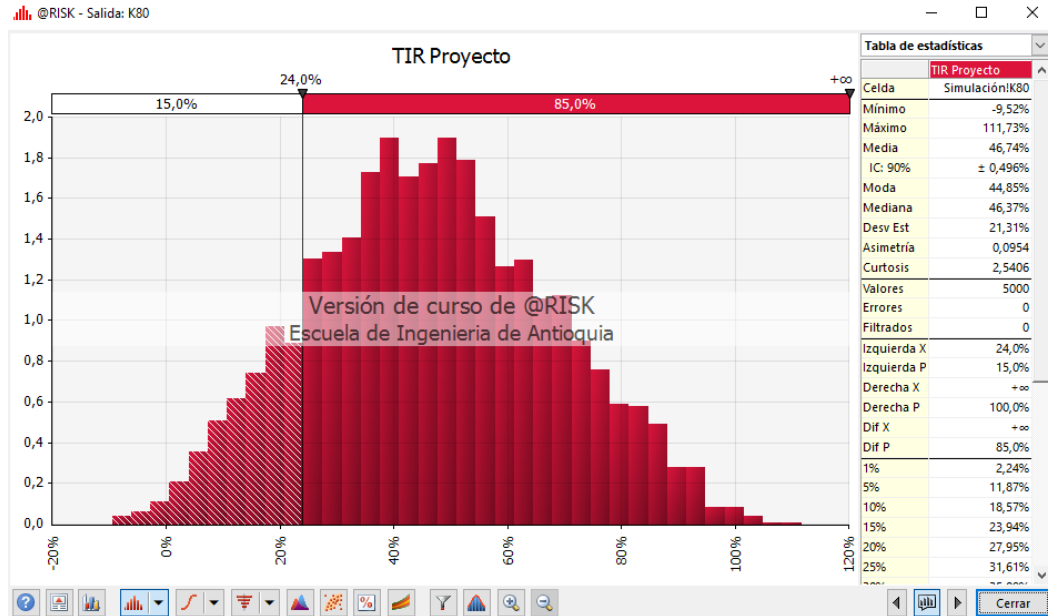 @RISK - Salida: K80
TIR Proyecto
24,0% +∞
15,0% 85,0%
2,0
1,8
1,6
1,4
1,2
1,0
0,8
0,6
0,4
0,2
0,0
-20% 0% 20% 40% 60% 80% 100% 120%
Versión de curso de @RISK
Escuela de Ingenieria de Antioquia
Tabla de estadísticas
TIR Proyecto
Celda Simulación!K80
Mínimo -9,52%
Máximo 111,73%
Media 46,74%
IC: 90% ± 0,496%
Moda 44,85%
Mediana 46,37%
Desv Est 21,31%
Asimetría 0,0954
Curtosis 2,5406
Valores 5000
Errores 0
Filtrados 0
Izquierda X 24,0%
Izquierda P 15,0%
Derecha X +∞
Derecha P 100,0%
Dif X +∞
Dif P 85,0%
1% 2,24%
5% 11,87%
10% 18,57%
15% 23,94%
20% 27,95%
25% 31,61%
Cerrar